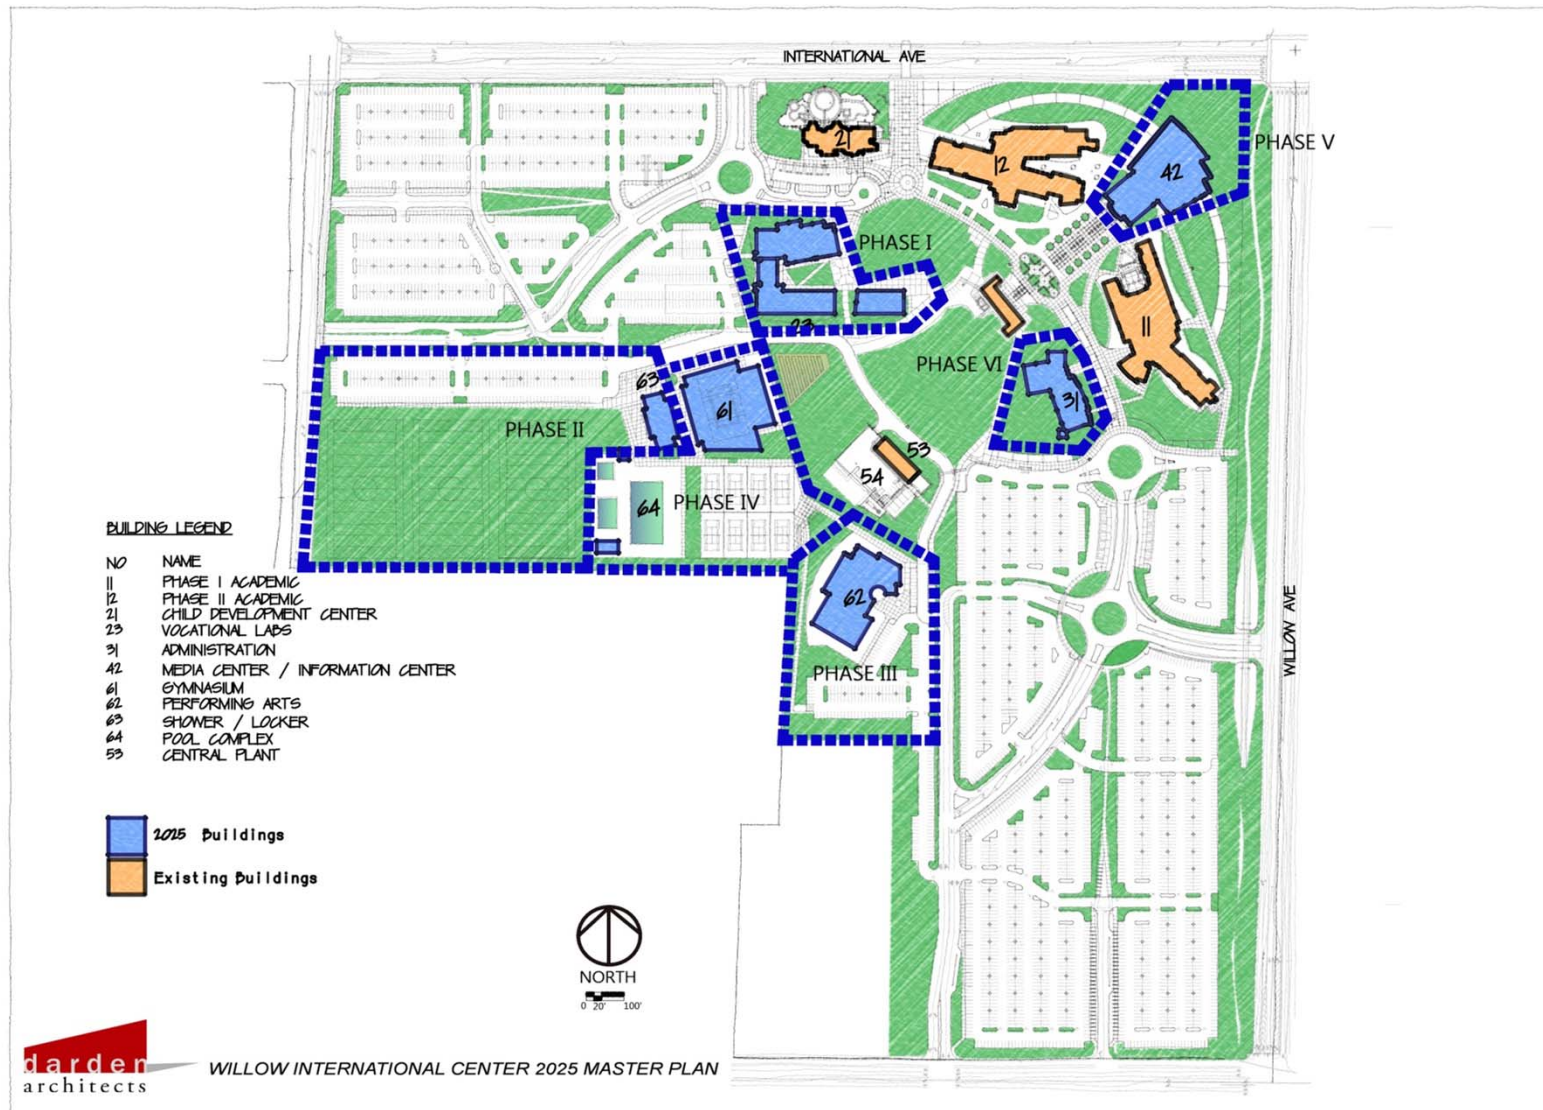 INTERNATIONAL AVE
21
12
42
PHASE V
PHASE I
23
11
PHASE VI
31
63
61
PHASE II
53
54
64
PHASE IV
62
PHASE III
WILLOW AVE
BUILDING LEGEND
NO NAME
11 PHASE I ACADEMIC
12 PHASE II ACADEMIC
21 CHILD DEVELOPMENT CENTER
23 VOCATIONAL LABS
31 ADMINISTRATION
42 MEDIA CENTER / INFORMATION CENTER
61 GYMNASIUM
62 PERFORMING ARTS
63 SHOWER / LOCKER
64 POOL COMPLEX
53 CENTRAL PLANT
2025 Buildings
Existing Buildings
NORTH
0 20' 100'
darden
architects
WILLOW INTERNATIONAL CENTER 2025 MASTER PLAN